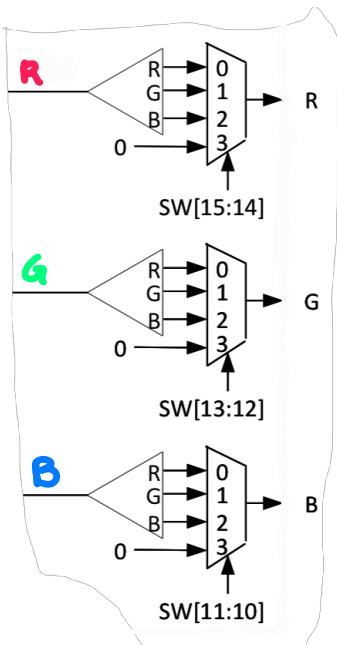 R
R 0
G 1 R
B 2
0 3
SW[15:14]
G
R 0
G 1 G
B 2
0 3
SW[13:12]
B
R 0
G 1 B
B 2
0 3
SW[11:10]